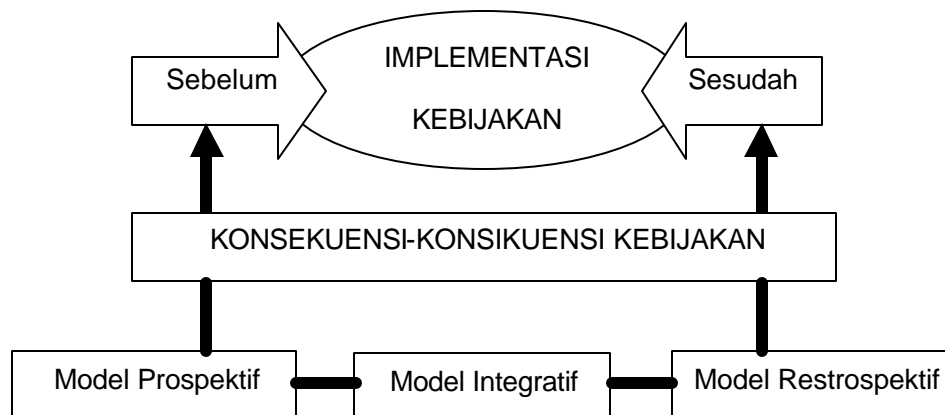 IMPLEMENTASI
Sebelum
Sesudah
KEBIJAKAN
KONSEKUENSI-KONSIKUENSI KEBIJAKAN
Model Prospektif
Model Integratif
Model Restrospektif